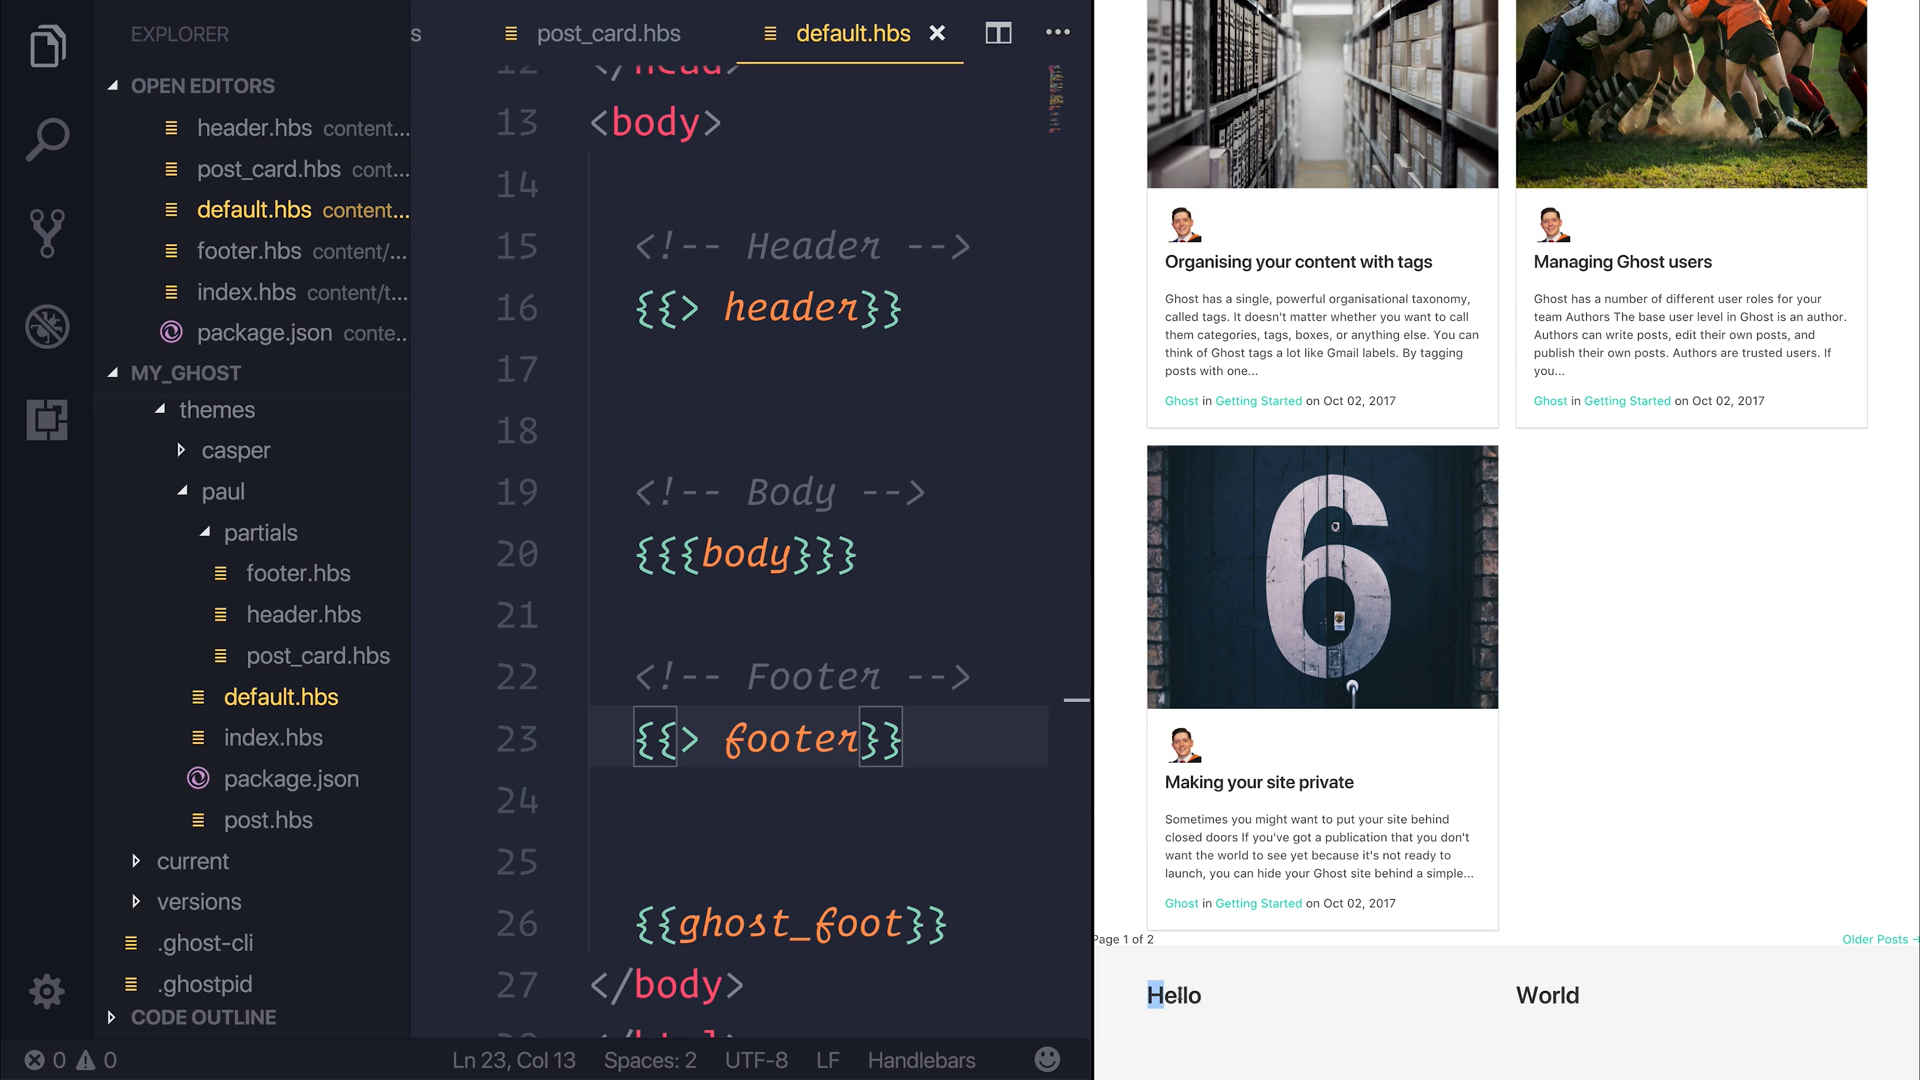 EXPLORER
OPEN EDITORS
header.hbs content...
post_card.hbs cont...
default.hbs content...
footer.hbs content/...
index.hbs content/t...
package.json conte...
MY_GHOST
themes
casper
paul
partials
footer.hbs
header.hbs
post_card.hbs
default.hbs
index.hbs
package.json
post.hbs
current
versions
.ghost-cli
.ghostpid
CODE OUTLINE
s post_card.hbs default.hbs
12 </head>
13 <body>
14
15 <!-- Header -->
16 {{> header}}
17
18
19 <!-- Body -->
20 {{{body}}}
21
22 <!-- Footer -->
23 {{> footer}}
24
25
26 {{ghost_foot}}
27 </body>
28 </html>
0 0 Ln 23, Col 13 Spaces: 2 UTF-8 LF Handlebars
Organising your content with tags
Ghost has a single, powerful organisational taxonomy,
called tags. It doesn't matter whether you want to call
them categories, tags, boxes, or anything else. You can
think of Ghost tags a lot like Gmail labels. By tagging
posts with one...
Ghost in Getting Started on Oct 02, 2017
Managing Ghost users
Ghost has a number of different user roles for your
team Authors The base user level in Ghost is an author.
Authors can write posts, edit their own posts, and
publish their own posts. Authors are trusted users. If
you...
Ghost in Getting Started on Oct 02, 2017
6
Making your site private
Sometimes you might want to put your site behind
closed doors If you've got a publication that you don't
want the world to see yet because it's not ready to
launch, you can hide your Ghost site behind a simple...
Ghost in Getting Started on Oct 02, 2017
Page 1 of 2
Older Posts →
Hello
World